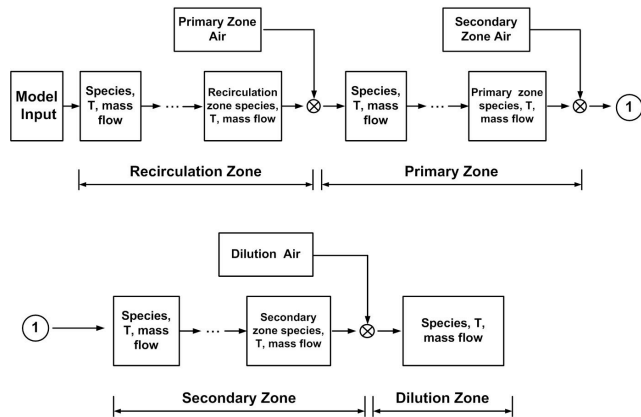 Primary Zone
Air
Secondary
Zone Air
Model
Input
Species,
T, mass
flow
...
Recirculation
zone species,
T, mass flow
Species,
T, mass
flow
...
Primary zone
species, T,
mass flow
1
Recirculation Zone
Primary Zone
Dilution Air
1
Species,
T, mass
flow
...
Secondary
zone species,
T, mass flow
Species, T,
mass flow
Secondary Zone
Dilution Zone